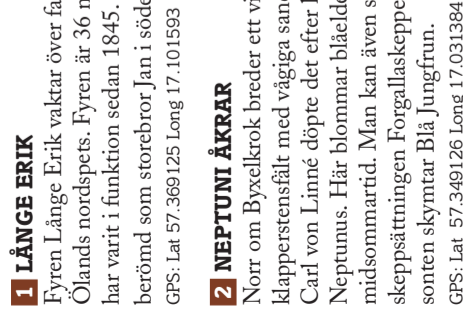 1 LÅNGE ERIK
Fyren Långe Erik vaktar över
Ölands nordspets. Fyren är 36
har varit i funktion sedan 1845.
berömd som storebror Jan i
GPS: Lat 57.369125 Long 17.101593
2 NEPTUNI ÅKRAR
Norr om Byxelkrok breder ett
klapperstensfält med vågiga
Carl von Linné döpte det efter
Neptunus. Här blommar
midsommartid. Man kan även
skeppsättningen
sonten skymtar Blå Jungfrun.
GPS: Lat 57.349126 Long 17.031384